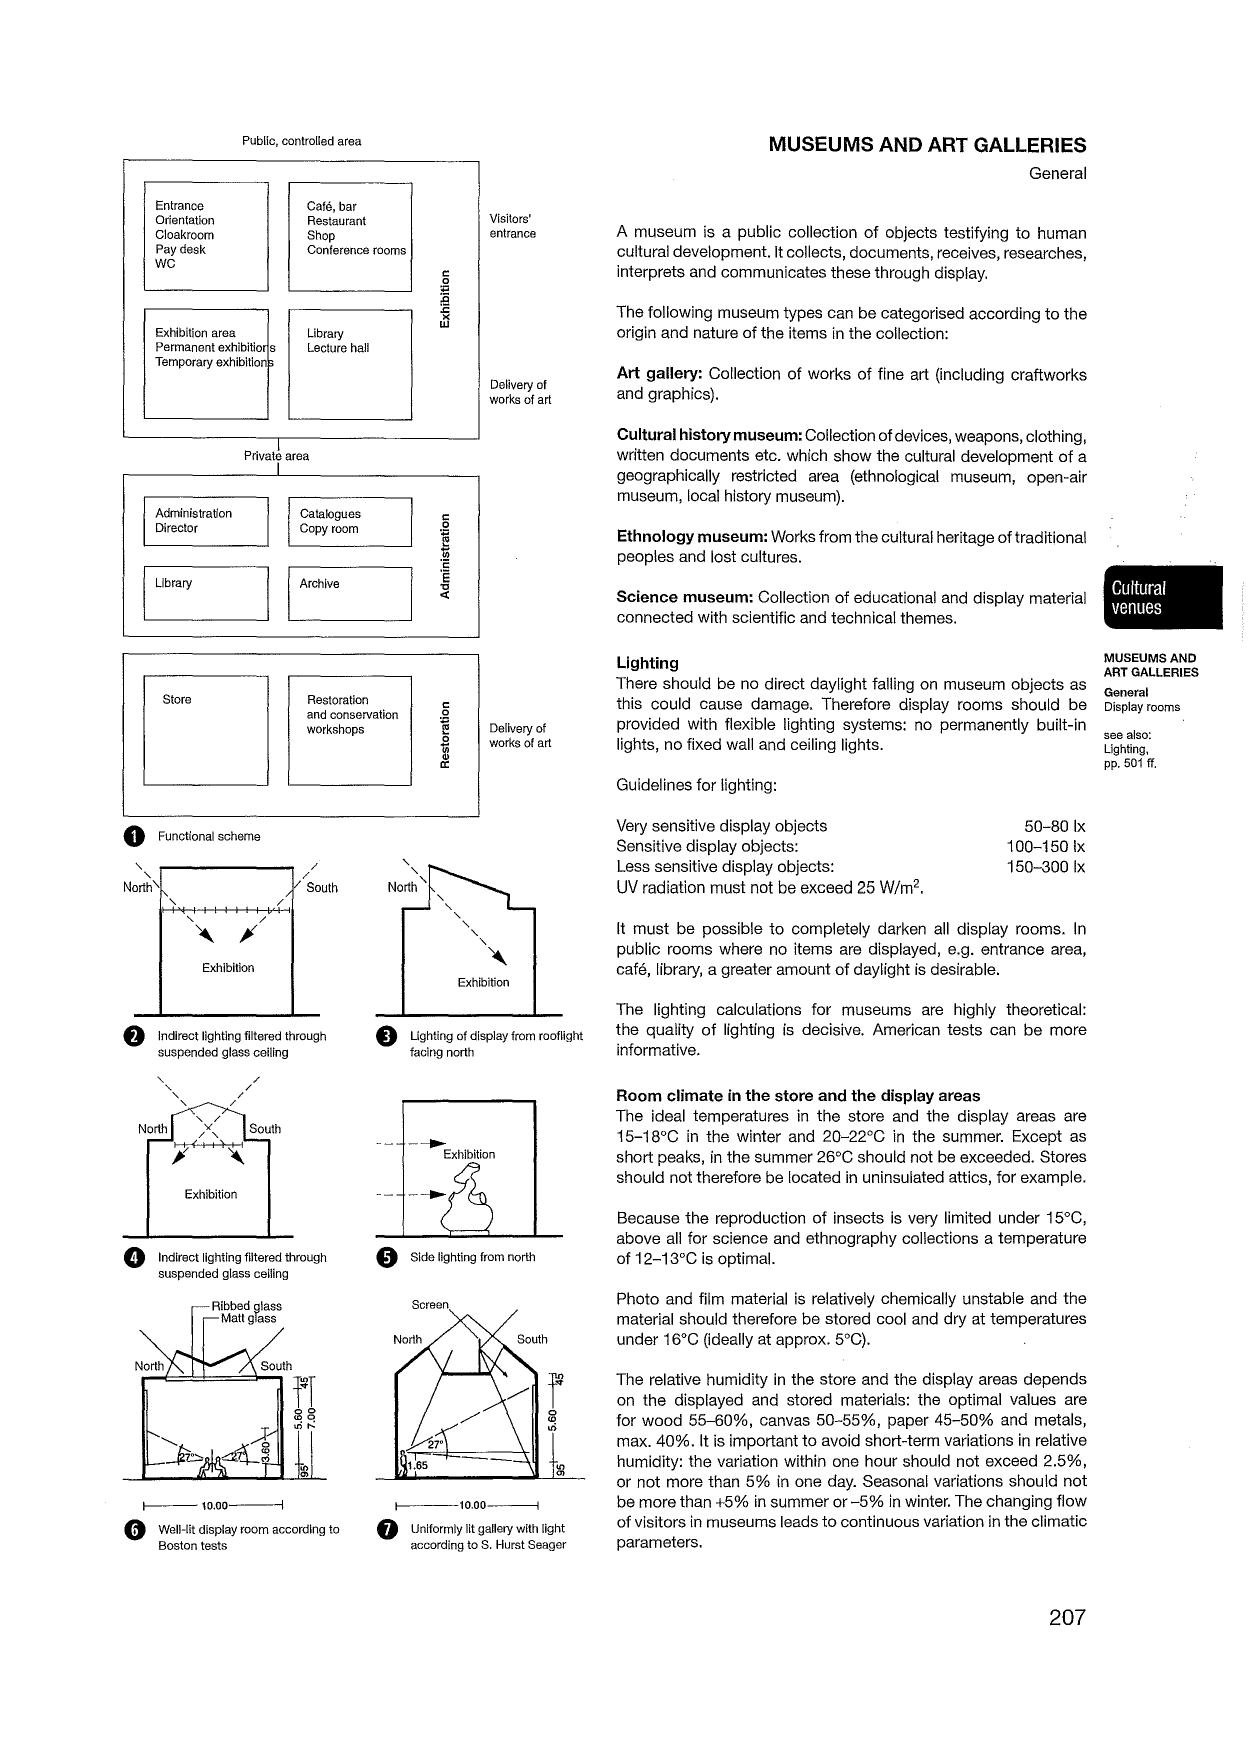 Public, controlled area
Entrance
Orientation
Cloakroom
Pay desk
WC
Café, bar
Restaurant
Shop
Conference rooms
Exhibition area
Permanent exhibitions
Temporary exhibitions
Library
Lecture hall
Exhibition
Visitors'
entrance
Delivery of
works of art
Private area
Administration
Director
Catalogues
Copy room
Library
Archive
Administration
Store
Restoration
and conservation
workshops
Restoration
Delivery of
works of art
1 Functional scheme
North
South
Exhibition
2 Indirect lighting filtered through
suspended glass ceiling
North
Exhibition
3 Lighting of display from rooflight
facing north
North
South
Exhibition
4 Indirect lighting filtered through
suspended glass ceiling
Exhibition
5 Side lighting from north
Ribbed glass
Matt glass
North
South
27°
27°
3.60
45
5.60
7.00
95
10.00
6 Well-lit display room according to
Boston tests
Screen
North
South
27°
1.65
45
5.60
95
10.00
7 Uniformly lit gallery with light
according to S. Hurst Seager
MUSEUMS AND ART GALLERIES
General
A museum is a public collection of objects testifying to human
cultural development. It collects, documents, receives, researches,
interprets and communicates these through display.
The following museum types can be categorised according to the
origin and nature of the items in the collection:
Art gallery: Collection of works of fine art (including craftworks
and graphics).
Cultural history museum: Collection of devices, weapons, clothing,
written documents etc. which show the cultural development of a
geographically restricted area (ethnological museum, open-air
museum, local history museum).
Ethnology museum: Works from the cultural heritage of traditional
peoples and lost cultures.
Science museum: Collection of educational and display material
connected with scientific and technical themes.
Lighting
There should be no direct daylight falling on museum objects as
this could cause damage. Therefore display rooms should be
provided with flexible lighting systems: no permanently built-in
lights, no fixed wall and ceiling lights.
Guidelines for lighting:
Very sensitive display objects 50–80 lx
Sensitive display objects: 100–150 lx
Less sensitive display objects: 150–300 lx
UV radiation must not be exceed 25 W/m².
It must be possible to completely darken all display rooms. In
public rooms where no items are displayed, e.g. entrance area,
café, library, a greater amount of daylight is desirable.
The lighting calculations for museums are highly theoretical:
the quality of lighting is decisive. American tests can be more
informative.
Room climate in the store and the display areas
The ideal temperatures in the store and the display areas are
15–18°C in the winter and 20–22°C in the summer. Except as
short peaks, in the summer 26°C should not be exceeded. Stores
should not therefore be located in uninsulated attics, for example.
Because the reproduction of insects is very limited under 15°C,
above all for science and ethnography collections a temperature
of 12–13°C is optimal.
Photo and film material is relatively chemically unstable and the
material should therefore be stored cool and dry at temperatures
under 16°C (ideally at approx. 5°C).
The relative humidity in the store and the display areas depends
on the displayed and stored materials: the optimal values are
for wood 55–60%, canvas 50–55%, paper 45–50% and metals,
max. 40%. It is important to avoid short-term variations in relative
humidity: the variation within one hour should not exceed 2.5%,
or not more than 5% in one day. Seasonal variations should not
be more than +5% in summer or –5% in winter. The changing flow
of visitors in museums leads to continuous variation in the climatic
parameters.
Cultural
venues
MUSEUMS AND
ART GALLERIES
General
Display rooms
see also:
Lighting,
pp. 501 ff.
207